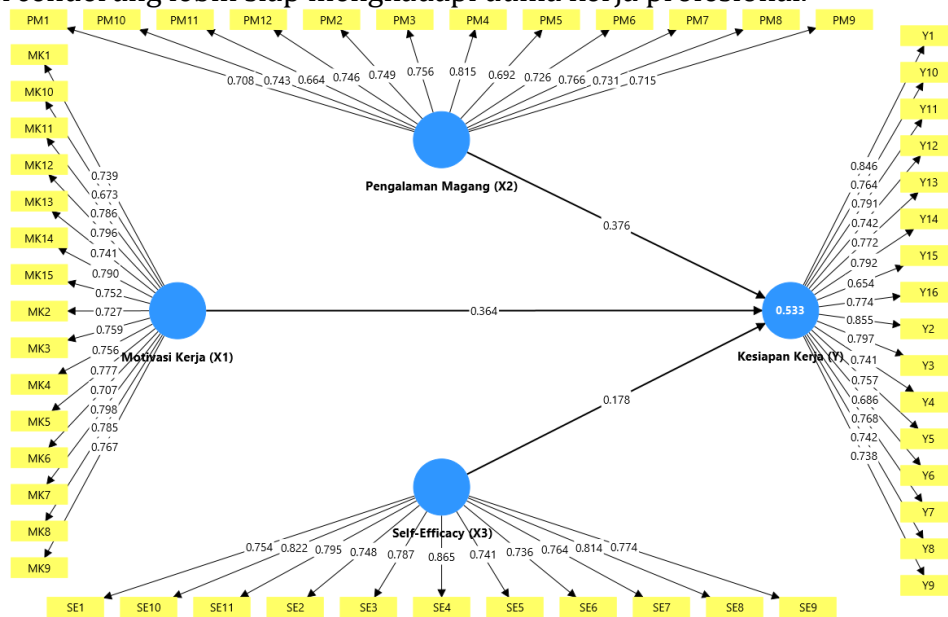 cenderung lebih siap menghadapi dunia kerja profesional.
PM1 PM10 PM11 PM12 PM2 PM3 PM4 PM5 PM6 PM7 PM8 PM9
0.708 0.743 0.664 0.746 0.749 0.756 0.815 0.692 0.726 0.766 0.731 0.715
Pengalaman Magang (X2)
MK1
MK10
MK11
MK12
MK13
MK14
MK15
MK2
MK3
MK4
MK5
MK6
MK7
MK8
MK9
0.739
0.673
0.786
0.796
0.741
0.790
0.752
0.727
0.759
0.756
0.777
0.707
0.798
0.785
0.767
Motivasi Kerja (X1)
0.376
0.364
0.178
0.533
Kesiapan Kerja (Y)
0.846
0.764
0.791
0.742
0.772
0.792
0.654
0.774
0.855
0.797
0.741
0.757
0.686
0.768
0.742
0.738
Y1
Y10
Y11
Y12
Y13
Y14
Y15
Y16
Y2
Y3
Y4
Y5
Y6
Y7
Y8
Y9
Self-Efficacy (X3)
0.754 0.822 0.795 0.748 0.787 0.865 0.741 0.736 0.764 0.814 0.774
SE1 SE10 SE11 SE2 SE3 SE4 SE5 SE6 SE7 SE8 SE9